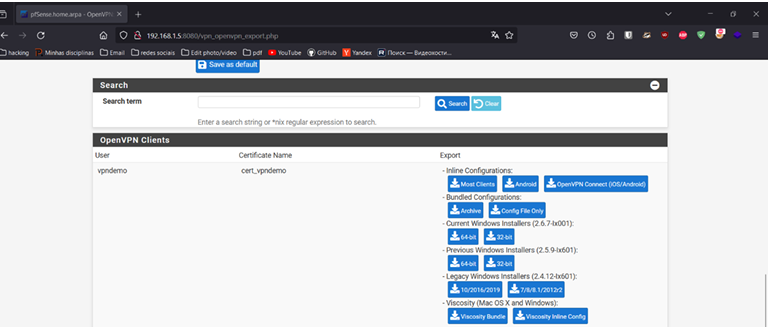 pfSense.home.arpa - OpenVPN
192.168.1.5:8080/vpn_openvpn_export.php
hacking Minhas disciplinas Email redes sociais Edit photo/video pdf YouTube GitHub Yandex Поиск — Видеокости...
Save as default
Search
Search term Search Clear
Enter a search string or *nix regular expression to search.
OpenVPN Clients
User Certificate Name Export
vpndemo cert_vpndemo - Inline Configurations:
Most Clients Android OpenVPN Connect (iOS/Android)
- Bundled Configurations:
Archive Config File Only
- Current Windows Installers (2.6.7-Ix001):
64-bit 32-bit
- Previous Windows Installers (2.5.9-Ix601):
64-bit 32-bit
- Legacy Windows Installers (2.4.12-Ix601):
10/2016/2019 7/8/8.1/2012r2
- Viscosity (Mac OS X and Windows):
Viscosity Bundle Viscosity Inline Config